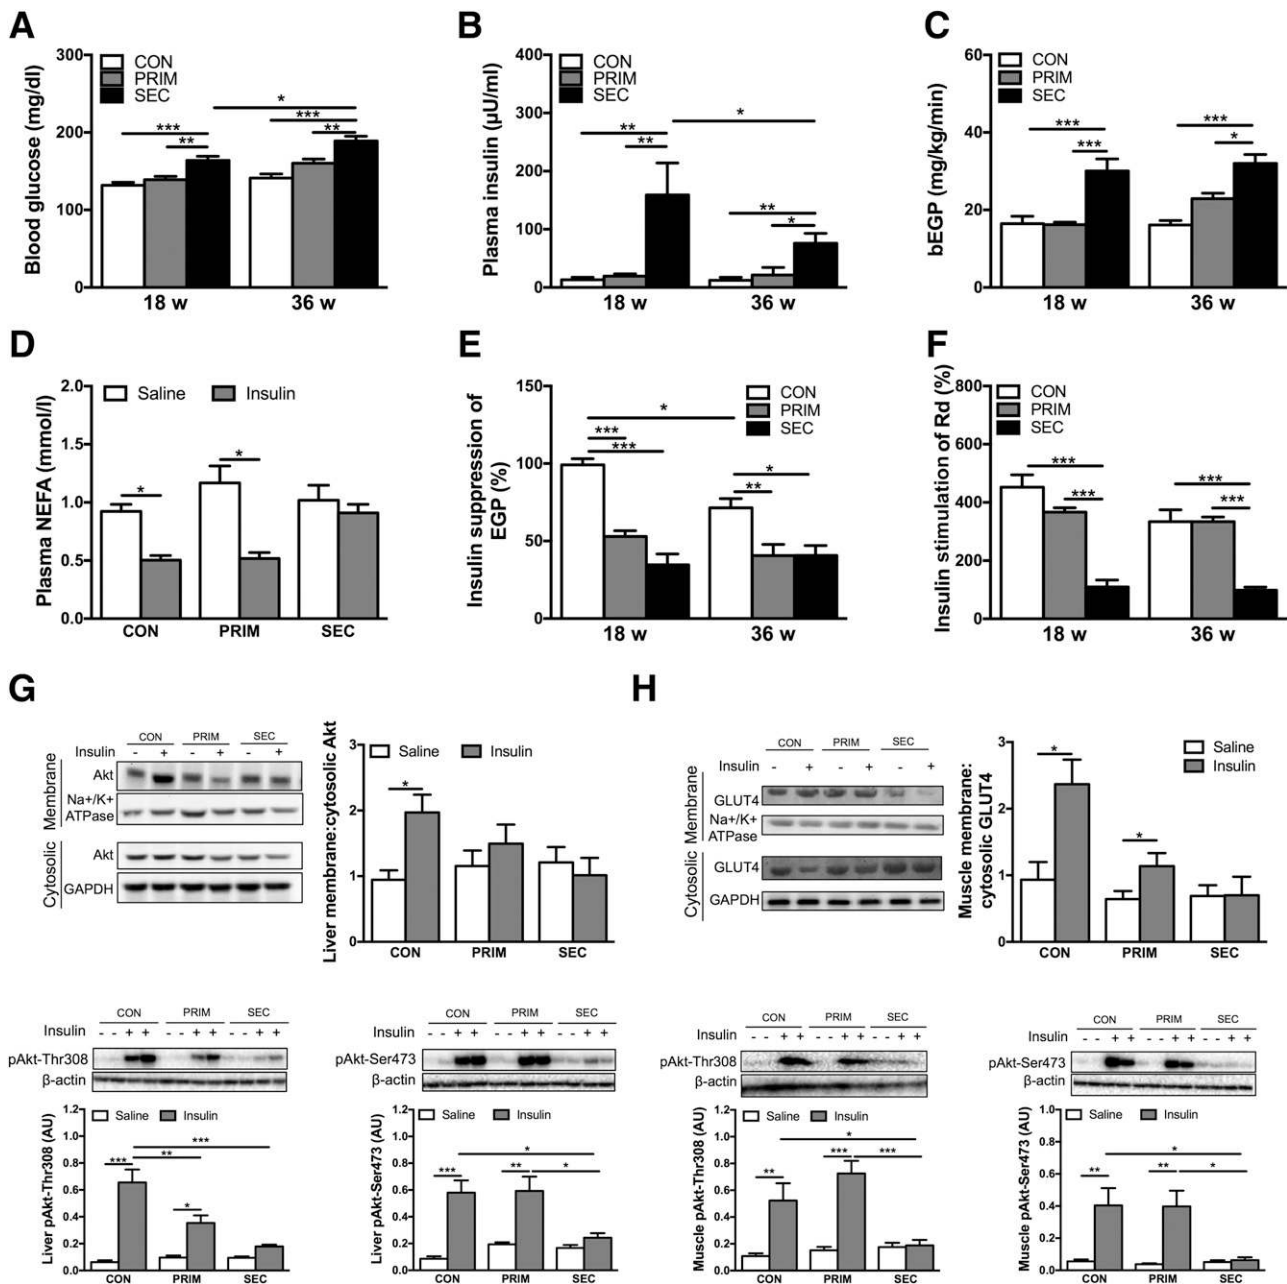 A
Blood glucose (mg/dl)
300
200
100
0
CON
PRIM
SEC
*
***
**
***
**
18 w
36 w
B
Plasma insulin (µU/ml)
400
300
200
100
0
CON
PRIM
SEC
*
**
**
**
*
18 w
36 w
C
bEGP (mg/kg/min)
60
40
20
0
CON
PRIM
SEC
***
***
***
*
18 w
36 w
D
Plasma NEFA (mmol/l)
2.0
1.5
1.0
0.5
0.0
Saline
Insulin
*
*
CON
PRIM
SEC
E
Insulin suppression of
EGP (%)
150
100
50
0
CON
PRIM
SEC
*
***
***
*
**
18 w
36 w
F
Insulin stimulation of Rd (%)
800
600
400
200
0
CON
PRIM
SEC
***
***
***
***
18 w
36 w
G
CON PRIM SEC
Insulin - + - + - +
Membrane
Akt
Na+/K+
ATPase
Cytosolic
Akt
GAPDH
Liver membrane:cytosolic Akt
3
2
1
0
Saline
Insulin
*
CON
PRIM
SEC
H
CON PRIM SEC
Insulin - + - + - +
Membrane
GLUT4
Na+/K+
ATPase
Cytosolic
GLUT4
GAPDH
Muscle membrane:
cytosolic GLUT4
3
2
1
0
Saline
Insulin
*
*
CON
PRIM
SEC
CON PRIM SEC
Insulin - - + + - - + + - - + +
pAkt-Thr308
β-actin
Liver pAkt-Thr308 (AU)
1.2
1.0
0.8
0.6
0.4
0.2
0.0
Saline
Insulin
***
**
***
*
CON
PRIM
SEC
CON PRIM SEC
Insulin - - + + - - + + - - + +
pAkt-Ser473
β-actin
Liver pAkt-Ser473 (AU)
1.2
1.0
0.8
0.6
0.4
0.2
0.0
Saline
Insulin
*
***
**
*
CON
PRIM
SEC
CON PRIM SEC
Insulin - - + + - - + + - - + +
pAkt-Thr308
β-actin
Muscle pAkt-Thr308 (AU)
1.2
1.0
0.8
0.6
0.4
0.2
0.0
Saline
Insulin
*
***
***
**
CON
PRIM
SEC
CON PRIM SEC
Insulin - - + + - - + + - - + +
pAkt-Ser473
β-actin
Muscle pAkt-Ser473 (AU)
1.0
0.8
0.6
0.4
0.2
0.0
Saline
Insulin
*
**
**
*
CON
PRIM
SEC